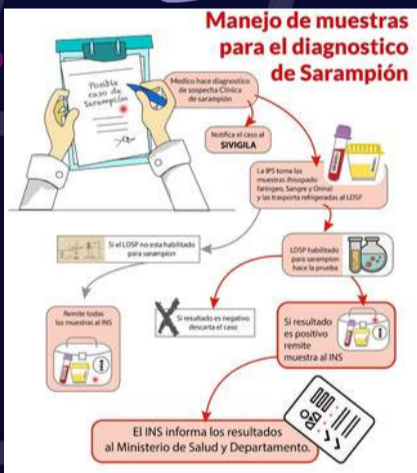 Manejo de muestras
para el diagnostico
de Sarampión
Posible
caso de
Sarampión
Medico hace diagnostico
de sospecha Clínica
de sarampión
Notifica el caso al
SIVIGILA
La IPS toma las
muestras (hisopado
faringeo, Sangre y Orina)
y las trasporta refrigeradas al LDSP
Si el LDSP no esta habilitado
para sarampion
LDSP habilitado
para sarampion
hace la prueba
Remite todas
las muestras al INS
Si resultado es negativo
descarta el caso
Si resultado
es positivo
remite
muestra al INS
El INS informa los resultados
al Ministerio de Salud y Departamento.